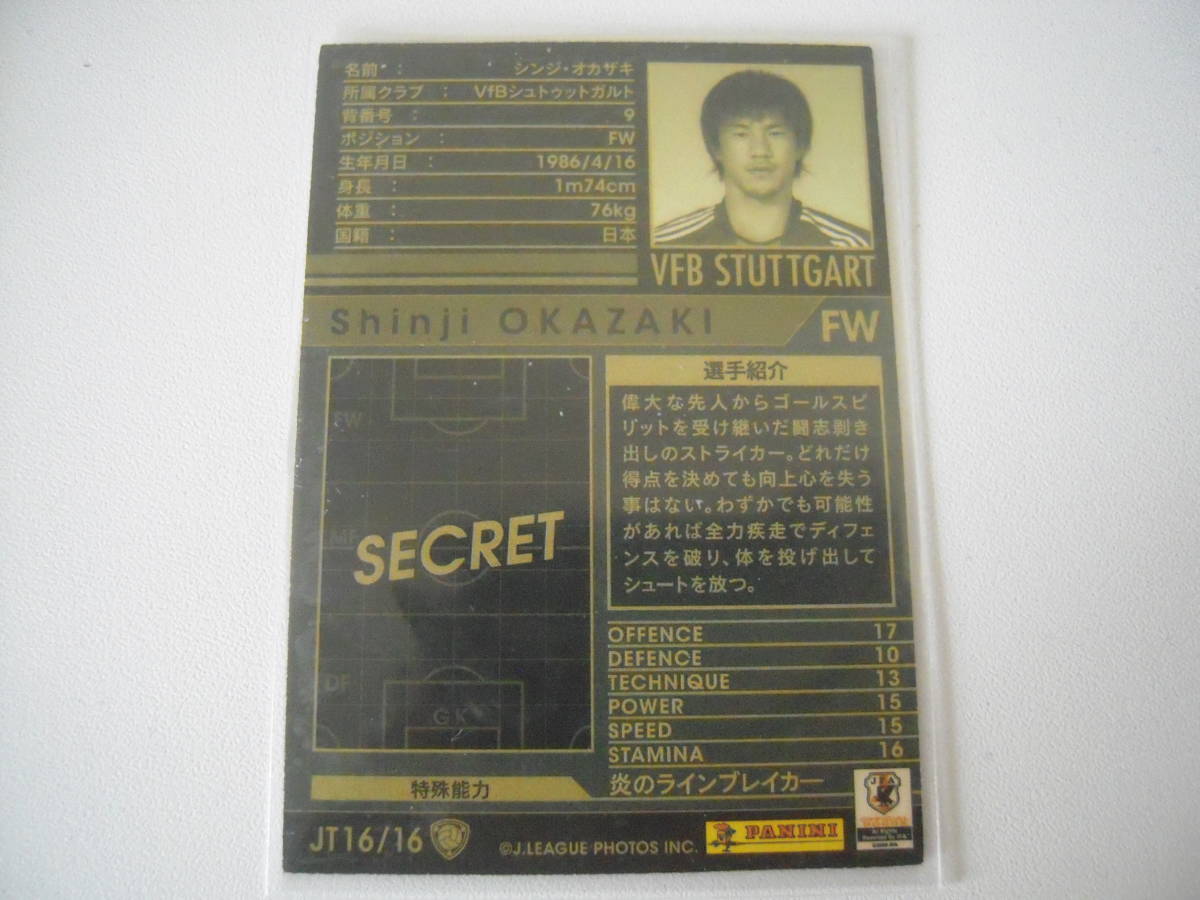 名前 : シンジ・オカザキ
所属クラブ : VfBシュトゥットガルト
背番号 : 9
ポジション : FW
生年月日 : 1986/4/16
身長 : 1m74cm
体重 : 76kg
国籍 : 日本
VFB STUTTGART
Shinji OKAZAKI FW
FW
MF
DF
GK
SECRET
選手紹介
偉大な先人からゴールスピ
リットを受け継いだ闘志剥き
出しのストライカー。どれだけ
得点を決めても向上心を失う
事はない。わずかでも可能性
があれば全力疾走でディフェ
ンスを破り、体を投げ出して
シュートを放つ。
OFFENCE 17
DEFENCE 10
TECHNIQUE 13
POWER 15
SPEED 15
STAMINA 16
特殊能力 炎のラインブレイカー
JT16/16
©J.LEAGUE PHOTOS INC.
PANINI
JFA